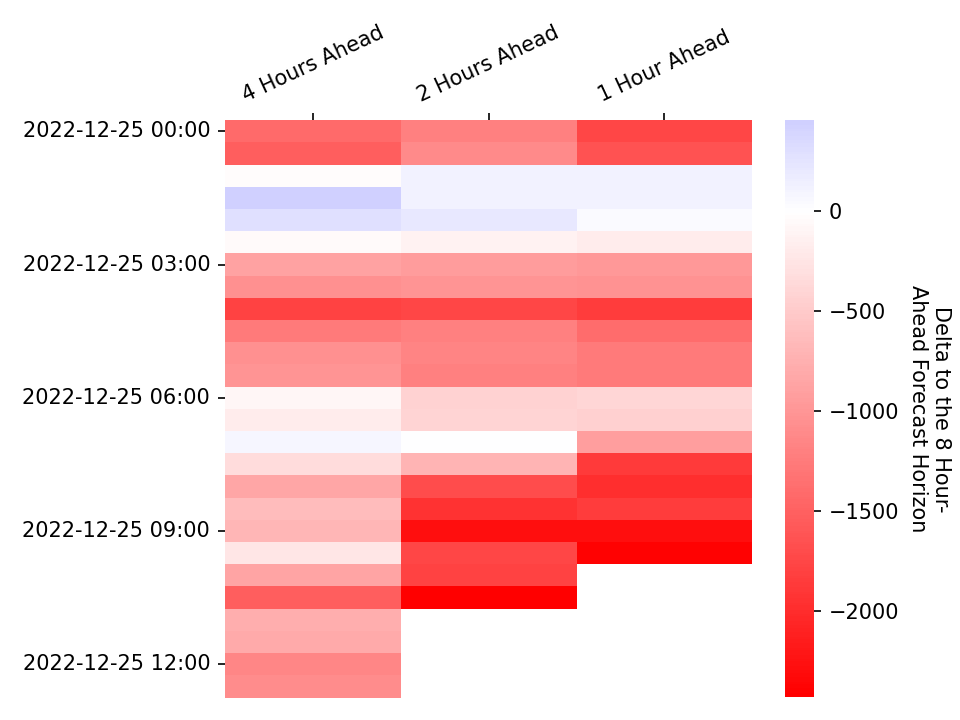 4 Hours Ahead
2 Hours Ahead
1 Hour Ahead
2022-12-25 00:00
2022-12-25 03:00
2022-12-25 06:00
2022-12-25 09:00
2022-12-25 12:00
0
−500
−1000
−1500
−2000
Delta to the 8 Hour-
Ahead Forecast Horizon